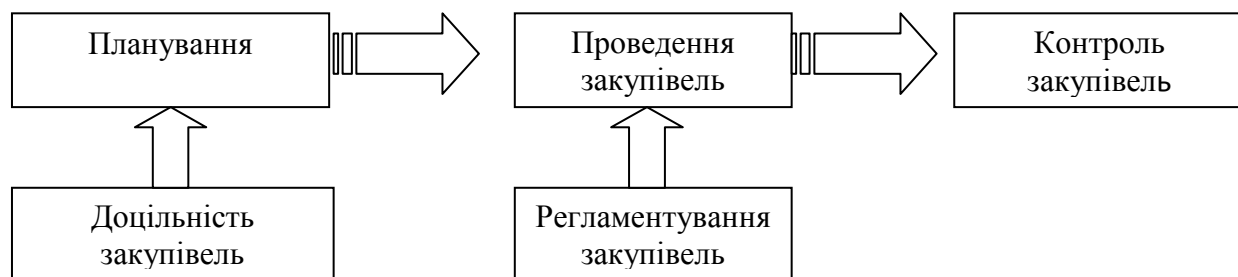 Планування
Проведення
закупівель
Контроль
закупівель
Доцільність
закупівель
Регламентування
закупівель